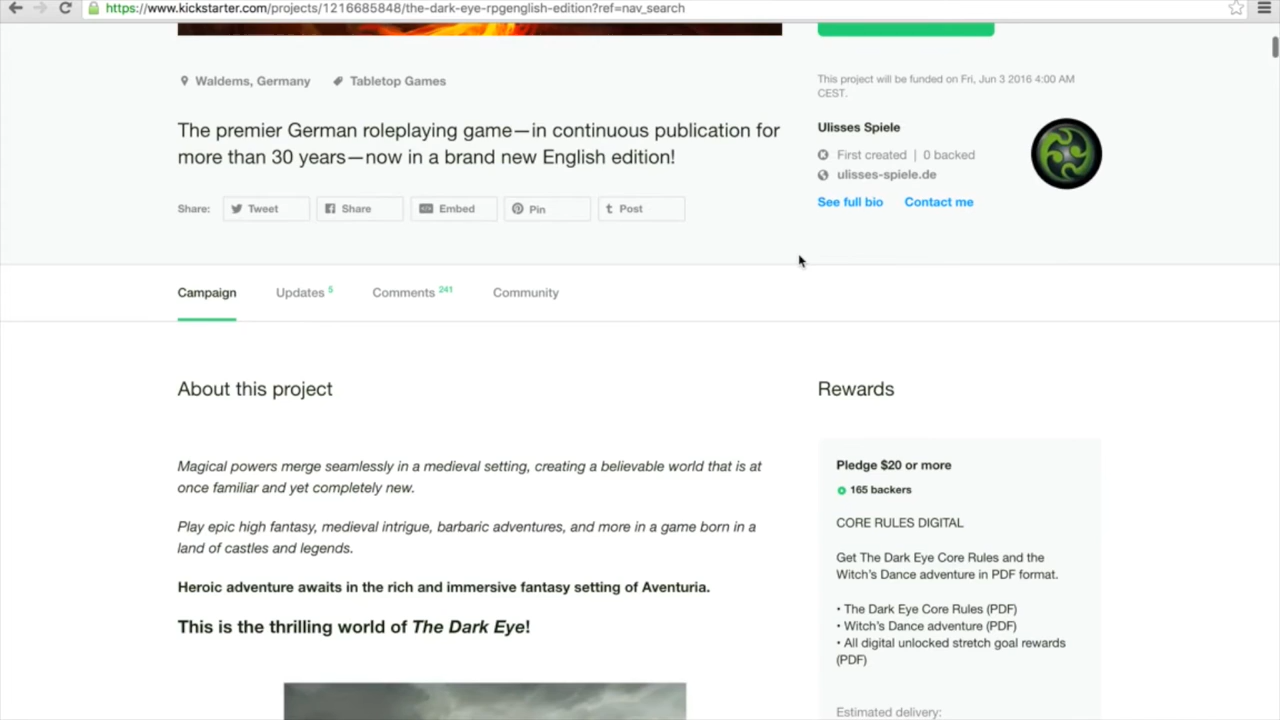 https://www.kickstarter.com/projects/1216685848/the-dark-eye-rpgenglish-edition?ref=nav_search
Waldems, Germany
Tabletop Games
The premier German roleplaying game—in continuous publication for
more than 30 years—now in a brand new English edition!
Share:
Tweet
Share
Embed
Pin
Post
This project will be funded on Fri, Jun 3 2016 4:00 AM
CEST.
Ulisses Spiele
First created | 0 backed
ulisses-spiele.de
See full bio
Contact me
Campaign
Updates 5
Comments 241
Community
About this project
Magical powers merge seamlessly in a medieval setting, creating a believable world that is at
once familiar and yet completely new.
Play epic high fantasy, medieval intrigue, barbaric adventures, and more in a game born in a
land of castles and legends.
Heroic adventure awaits in the rich and immersive fantasy setting of Aventuria.
This is the thrilling world of The Dark Eye!
Rewards
Pledge $20 or more
165 backers
CORE RULES DIGITAL
Get The Dark Eye Core Rules and the
Witch's Dance adventure in PDF format.
• The Dark Eye Core Rules (PDF)
• Witch's Dance adventure (PDF)
• All digital unlocked stretch goal rewards
(PDF)
Estimated delivery: